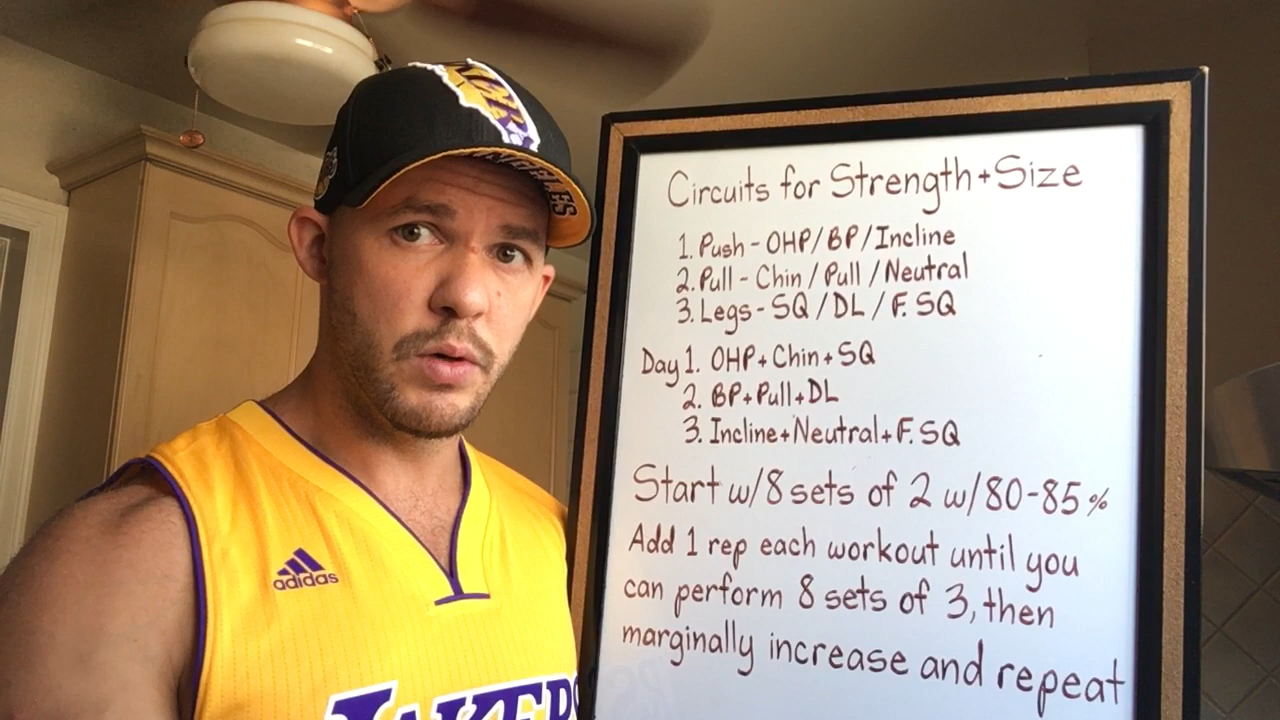 Circuits for Strength+Size
1. Push - OHP/BP/Incline
2. Pull - Chin / Pull /Neutral
3. Legs - SQ / DL / F. SQ
Day 1. OHP + Chin + SQ
2. BP+Pull+DL
3. Incline+Neutral+F. SQ
Start w/8 sets of 2 w/80-85%
Add 1 rep each workout until you
can perform 8 sets of 3, then
marginally increase and repeat
adidas
LAKERS